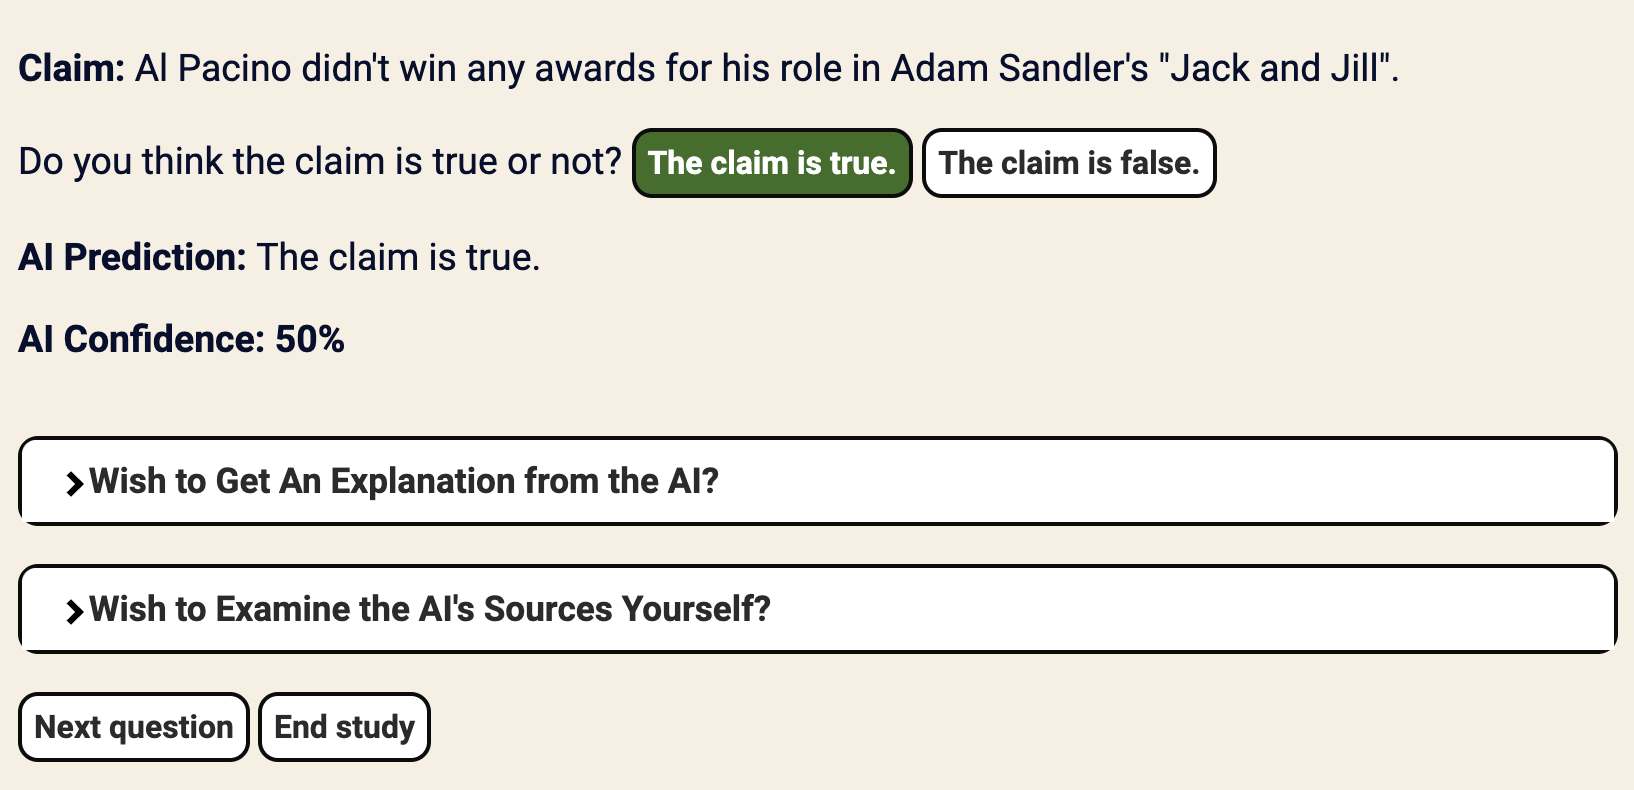 Claim: Al Pacino didn't win any awards for his role in Adam Sandler's "Jack and Jill".
Do you think the claim is true or not? The claim is true. The claim is false.
AI Prediction: The claim is true.
AI Confidence: 50%
Wish to Get An Explanation from the AI?
Wish to Examine the AI's Sources Yourself?
Next question End study